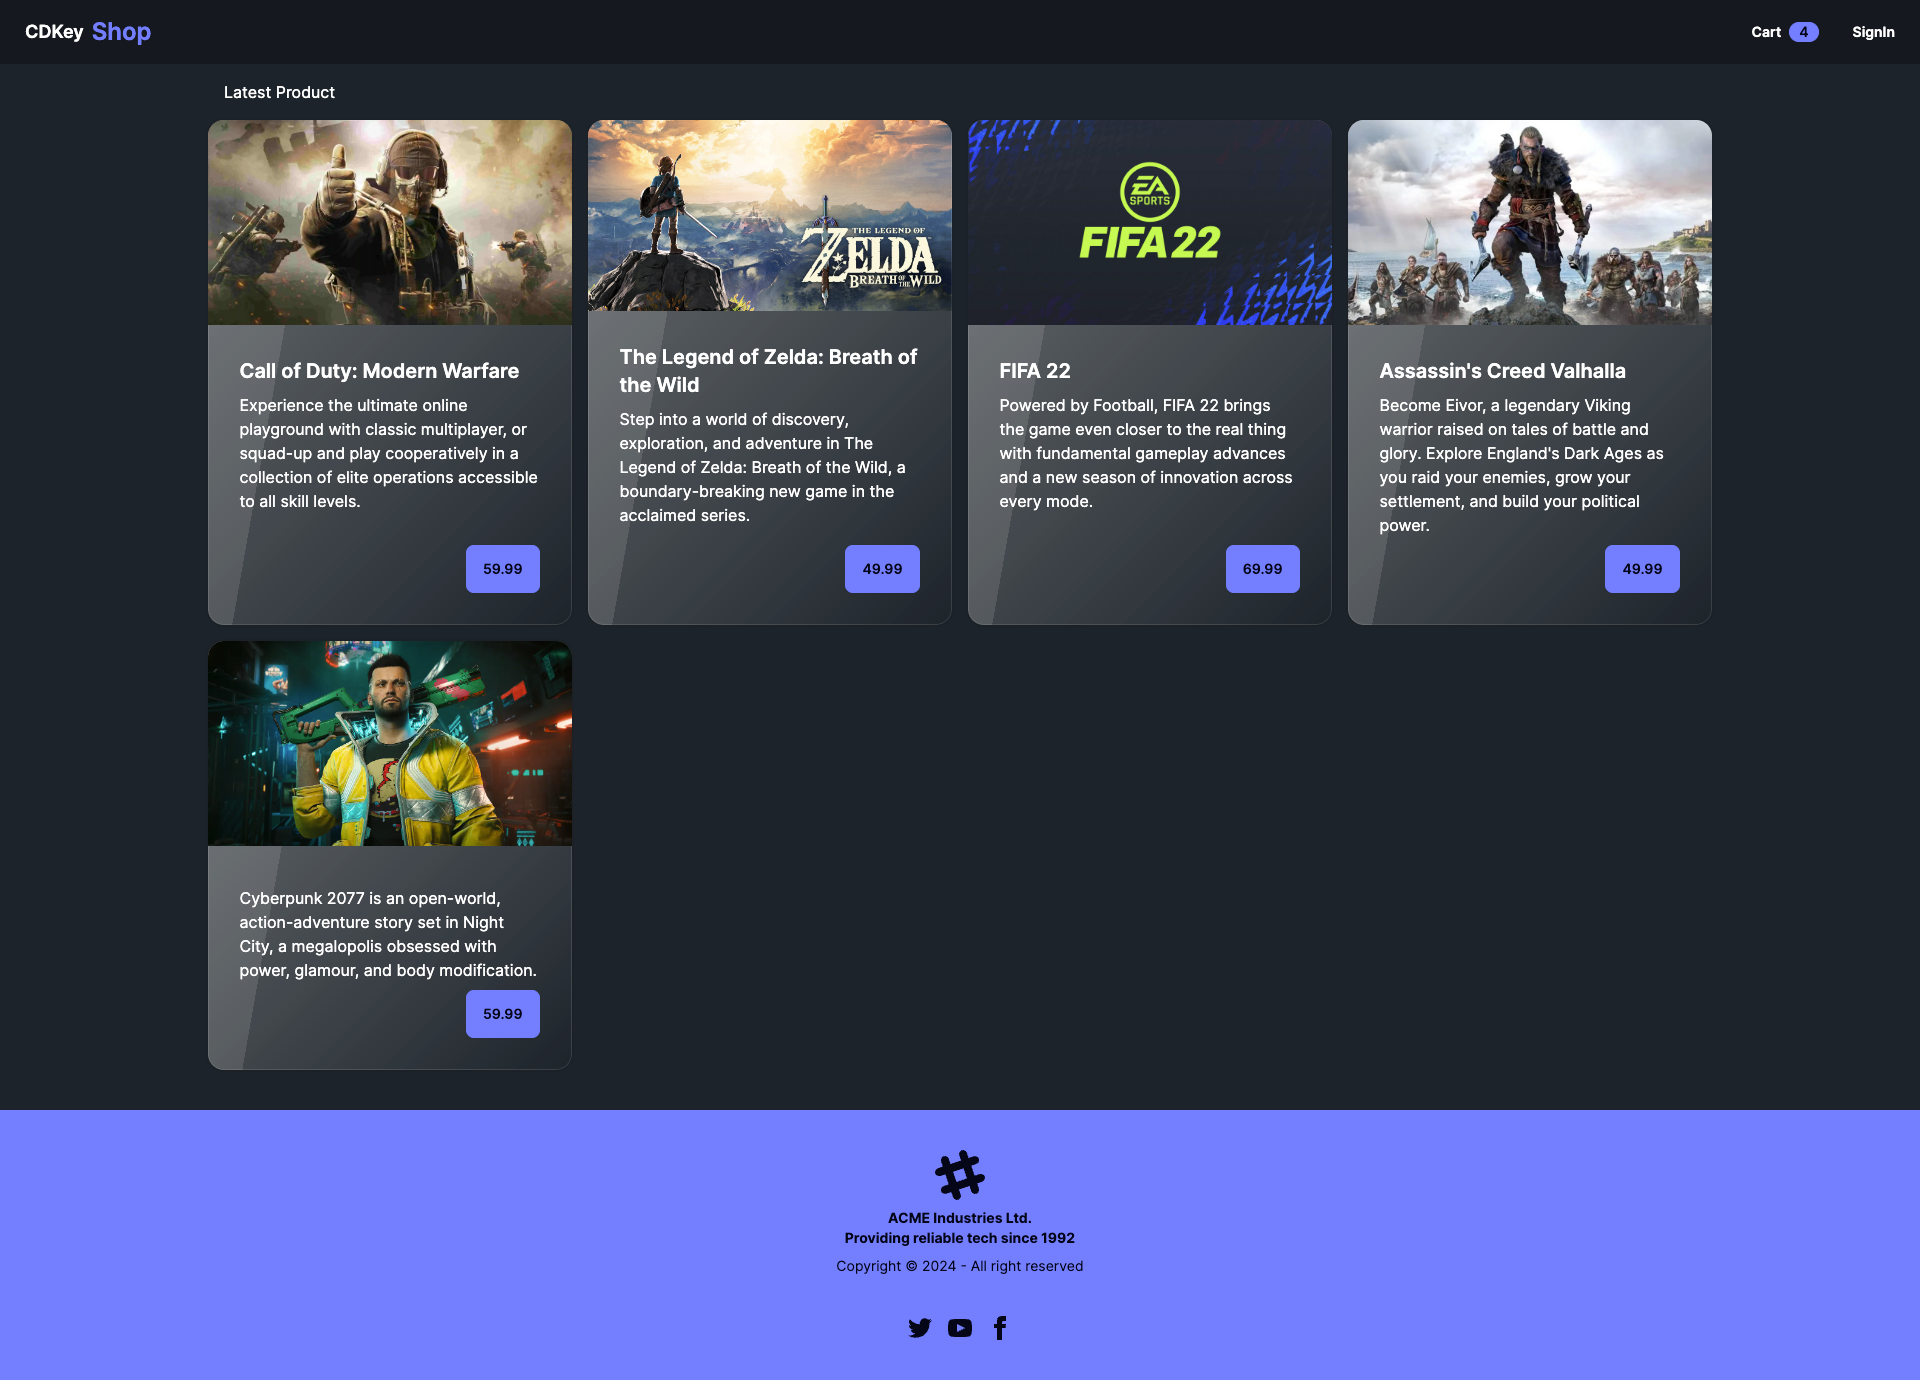 CDKey Shop
Cart 4 SignIn
Latest Product
THE LEGEND OF
ZELDA
BREATH OF THE WILD
EA
SPORTS
FIFA 22
Call of Duty: Modern Warfare
Experience the ultimate online
playground with classic multiplayer, or
squad-up and play cooperatively in a
collection of elite operations accessible
to all skill levels.
59.99
The Legend of Zelda: Breath of
the Wild
Step into a world of discovery,
exploration, and adventure in The
Legend of Zelda: Breath of the Wild, a
boundary-breaking new game in the
acclaimed series.
49.99
FIFA 22
Powered by Football, FIFA 22 brings
the game even closer to the real thing
with fundamental gameplay advances
and a new season of innovation across
every mode.
69.99
Assassin's Creed Valhalla
Become Eivor, a legendary Viking
warrior raised on tales of battle and
glory. Explore England's Dark Ages as
you raid your enemies, grow your
settlement, and build your political
power.
49.99
Cyberpunk 2077 is an open-world,
action-adventure story set in Night
City, a megalopolis obsessed with
power, glamour, and body modification.
59.99
ACME Industries Ltd.
Providing reliable tech since 1992
Copyright © 2024 - All right reserved